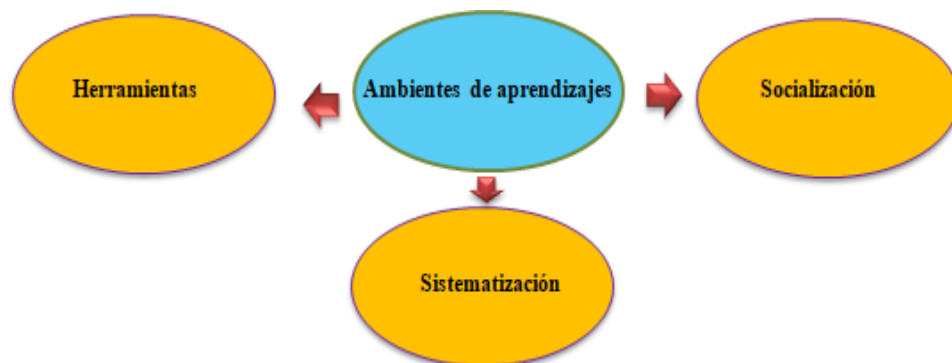 Herramientas
Ambientes de aprendizajes
Socialización
Sistematización